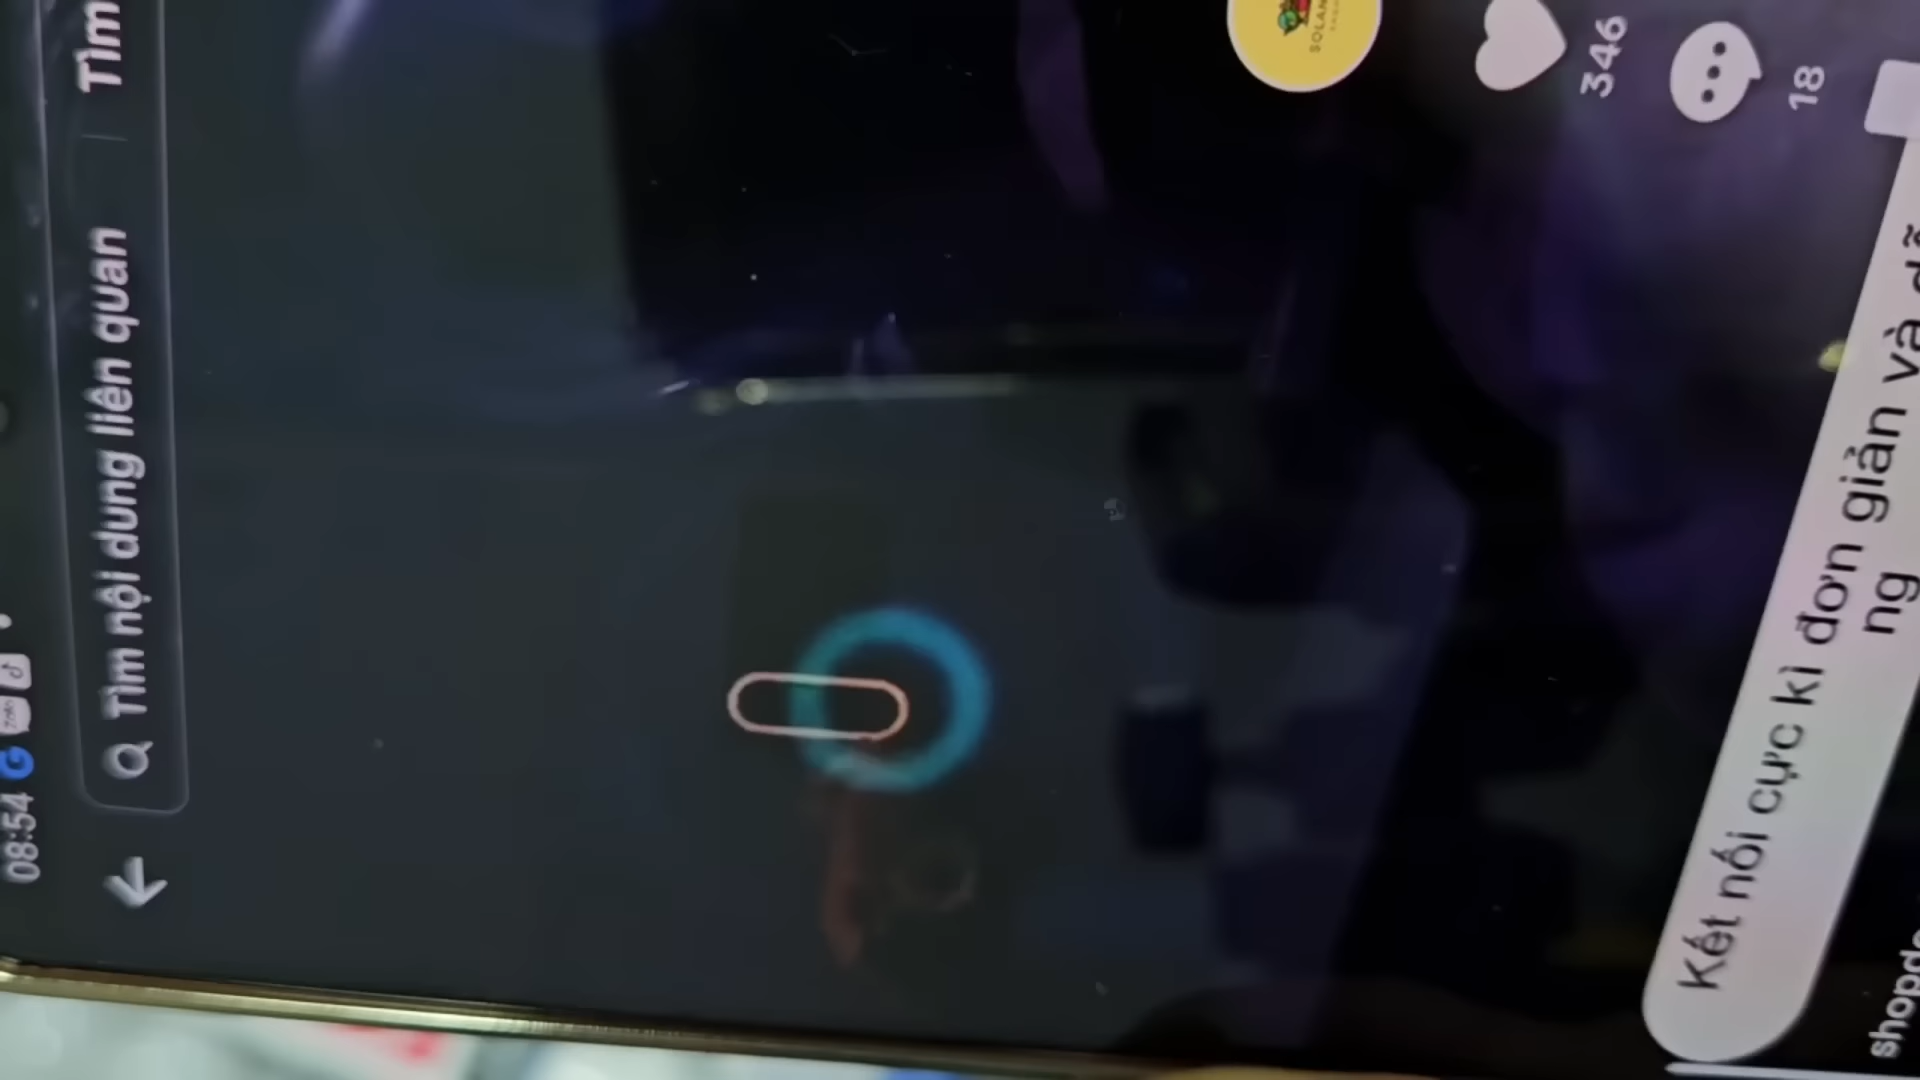 08:54
Tìm nội dung liên quan | Tìm
346
18
Kết nối cực kì đơn giản và dễ
ng